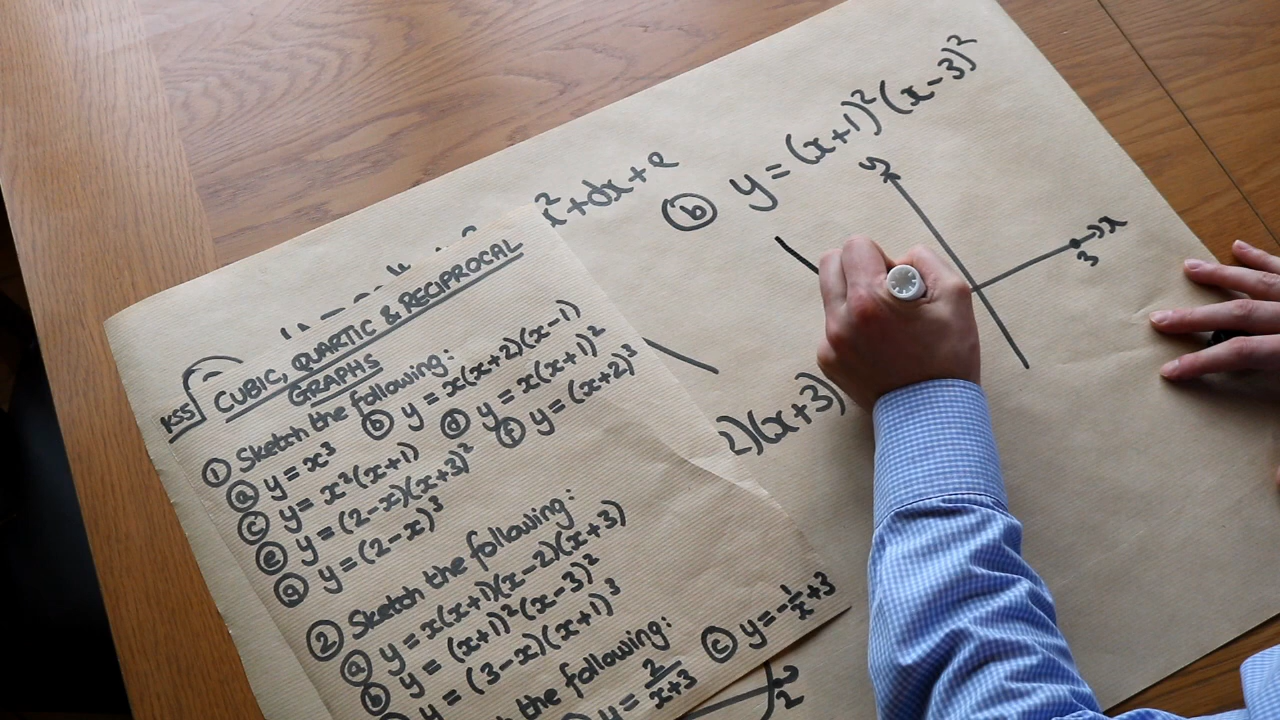 KSS
CUBIC, QUARTIC & RECIPROCAL
GRAPHS
① Sketch the following:
ⓐ y = x³ ⓑ y = x(x+2)(x-1)
ⓒ y = x²(x+1) ⓓ y = x(x+1)²
ⓔ y = (2-x)(x+3)² ⓕ y = (x+2)³
ⓖ y = (2-x)³
② Sketch the following:
ⓐ y = x(x+1)(x-2)(x+3)
ⓑ y = (x+1)²(x-3)²
y = (3-x)(x+1)³
the following:
y = 2/(x+3) ⓒ y = -1/x + 3
x² + dx + e
ⓑ y = (x+1)²(x-3)²
y
x
3
2)(x+3)
2